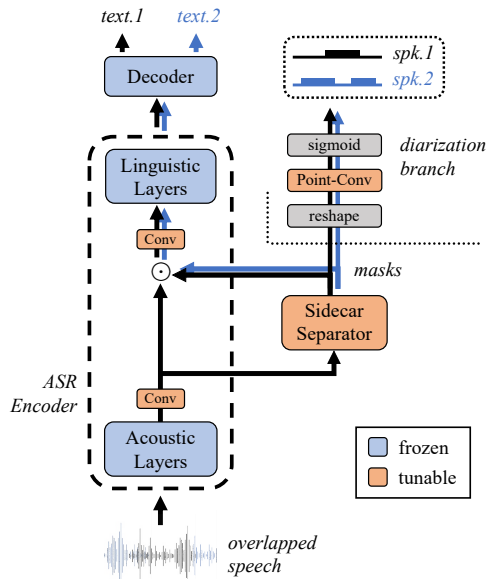 text.1
text.2
Decoder
spk.1
spk.2
sigmoid
Point-Conv
reshape
diarization
branch
Linguistic
Layers
Conv
masks
Sidecar
Separator
ASR
Encoder
Conv
Acoustic
Layers
frozen
tunable
overlapped
speech